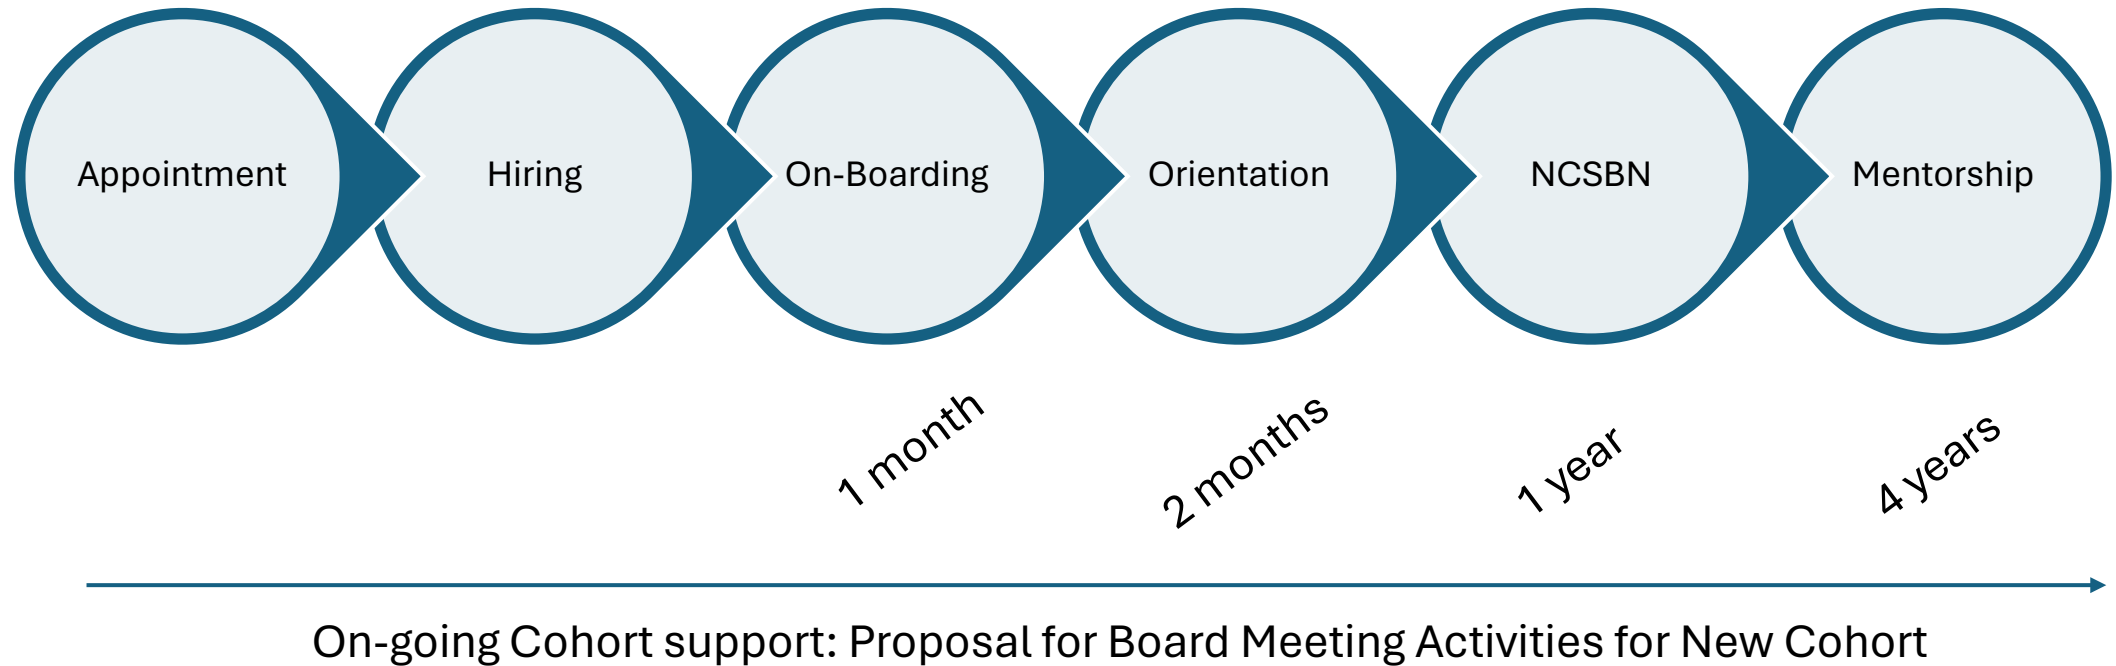 Appointment
Hiring
On-Boarding
Orientation
NCSBN
Mentorship
1 month
2 months
1 year
4 years
On-going Cohort support: Proposal for Board Meeting Activities for New Cohort